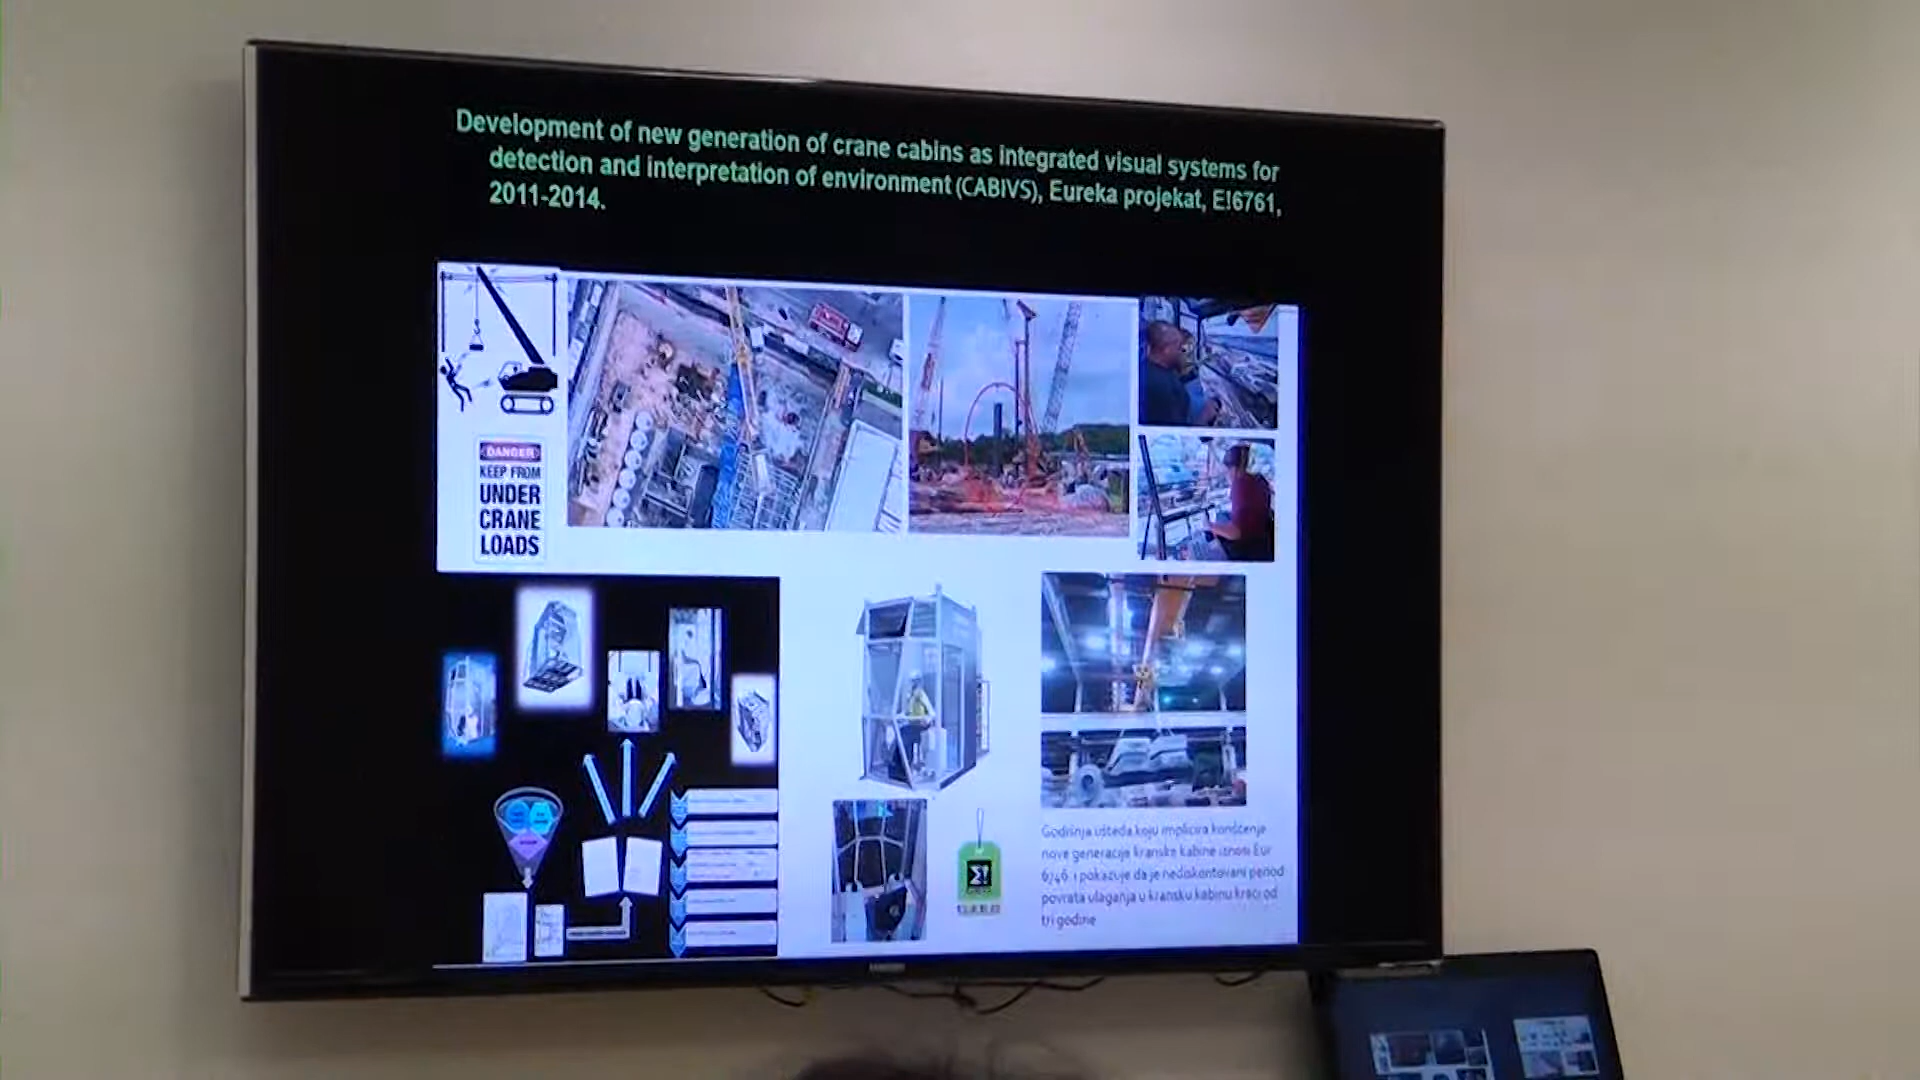 Development of new generation of crane cabins as integrated visual systems for
detection and interpretation of environment (CABIVS), Eureka projekat, E!6761,
2011-2014.
DANGER
KEEP FROM
UNDER
CRANE
LOADS
Σ!
Godišnja ušteda koju implicira korišćenje
nove generacije kranske kabine iznosi Eur
6746 i pokazuje da je nediskontovani period
povrata ulaganja u kransku kabinu kraći od
tri godine
SAMSUNG